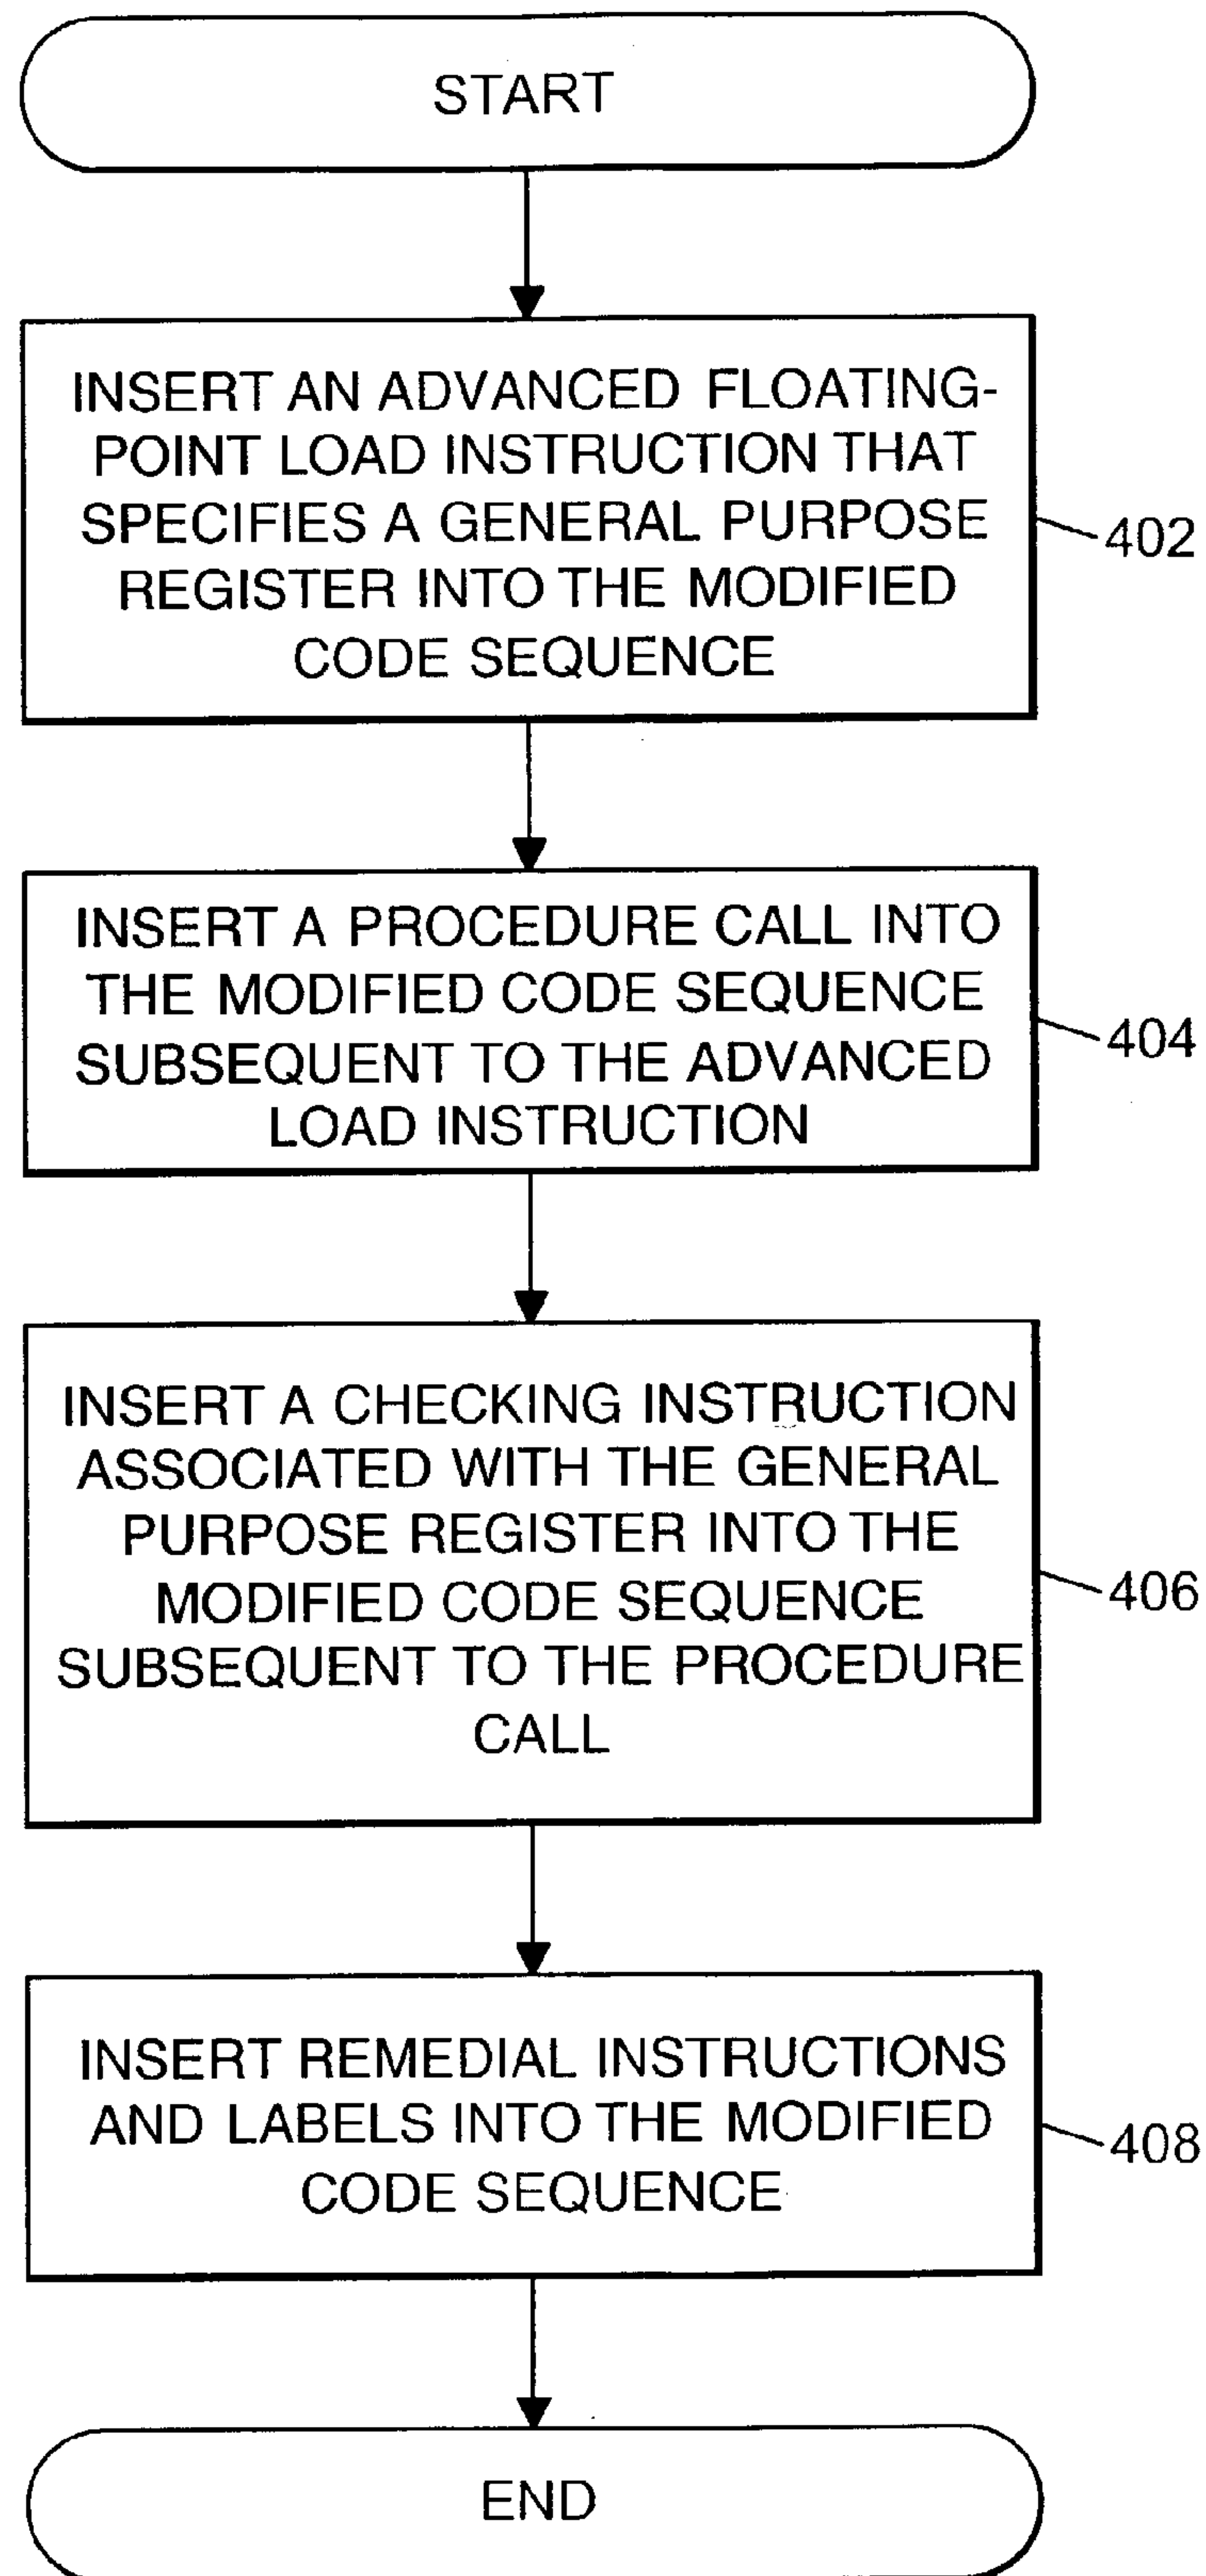 START
INSERT AN ADVANCED FLOATING-
POINT LOAD INSTRUCTION THAT
SPECIFIES A GENERAL PURPOSE
REGISTER INTO THE MODIFIED
CODE SEQUENCE
402
INSERT A PROCEDURE CALL INTO
THE MODIFIED CODE SEQUENCE
SUBSEQUENT TO THE ADVANCED
LOAD INSTRUCTION
404
INSERT A CHECKING INSTRUCTION
ASSOCIATED WITH THE GENERAL
PURPOSE REGISTER INTO THE
MODIFIED CODE SEQUENCE
SUBSEQUENT TO THE PROCEDURE
CALL
406
INSERT REMEDIAL INSTRUCTIONS
AND LABELS INTO THE MODIFIED
CODE SEQUENCE
408
END